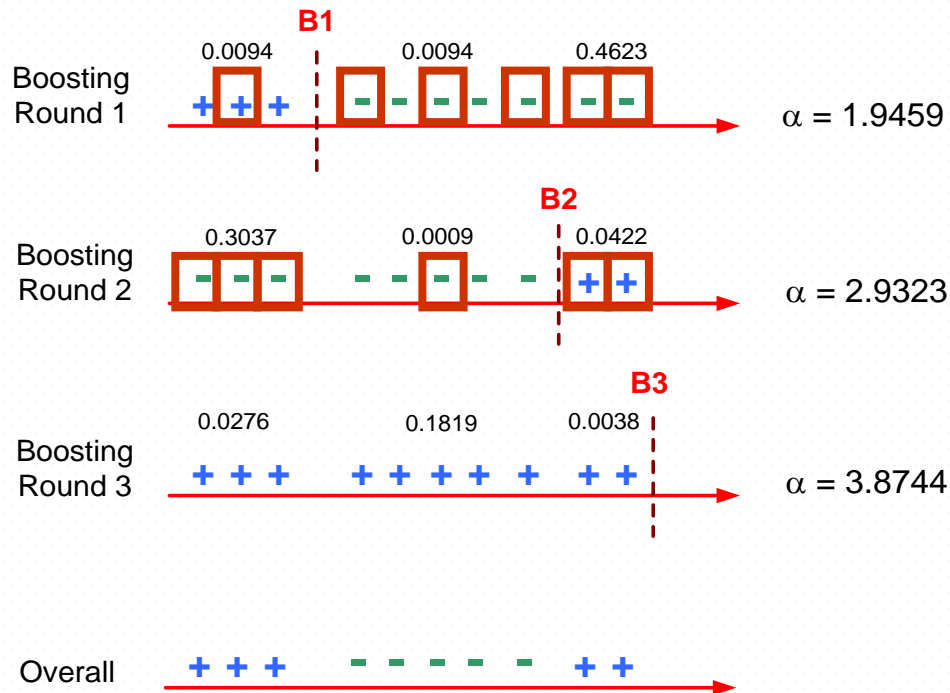 B1
0.0094 0.0094 0.4623
Boosting
Round 1
+ + + - - - - - - -
α = 1.9459
B2
0.3037 0.0009 0.0422
Boosting
Round 2
- - - - - - - - + +
α = 2.9323
B3
0.0276 0.1819 0.0038
Boosting
Round 3
+ + + + + + + + + +
α = 3.8744
Overall
+ + + - - - - - + +